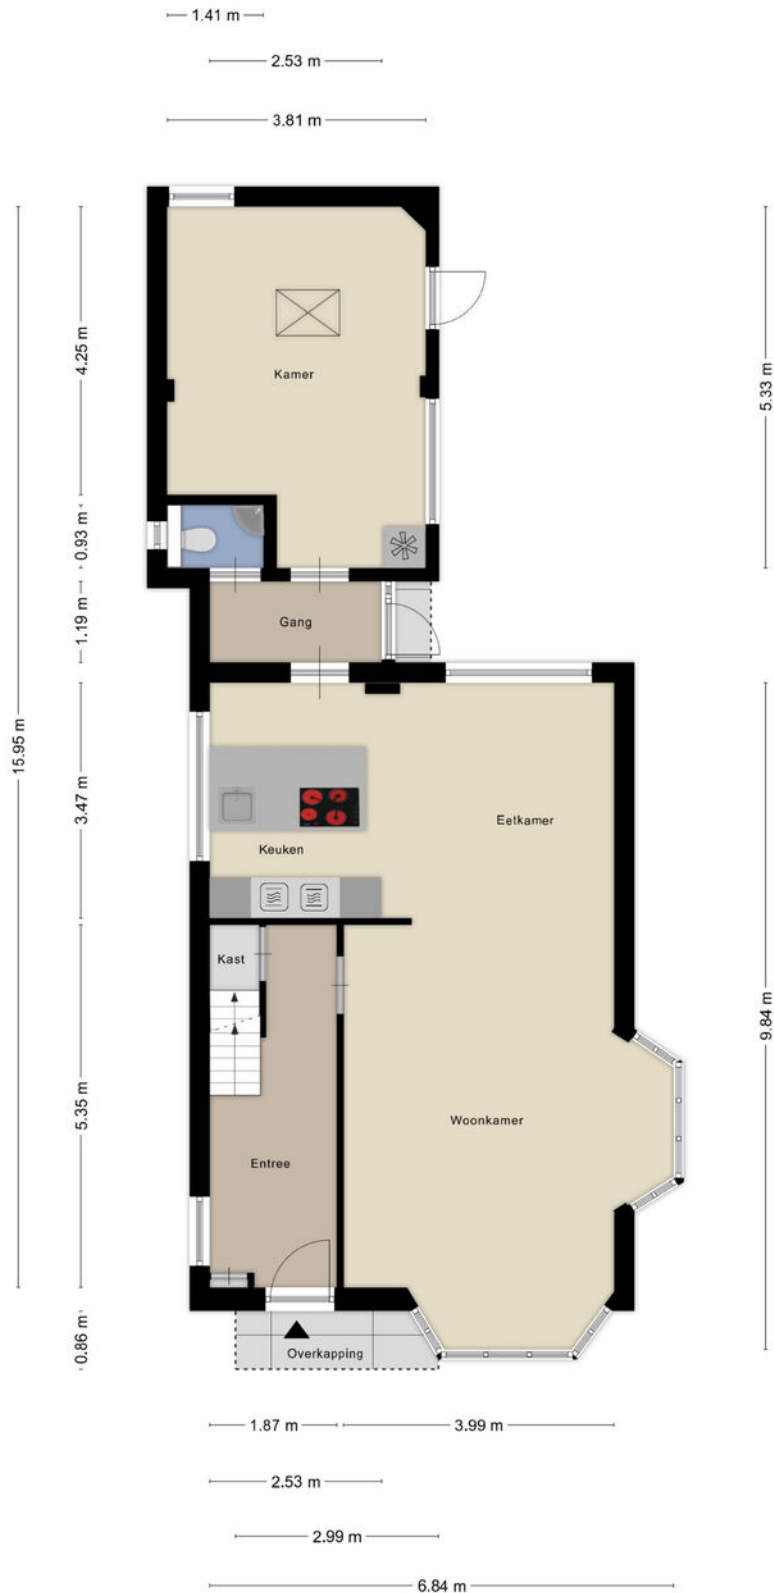 1.41 m
2.53 m
3.81 m
4.25 m
5.33 m
Kamer
0.93 m
1.19 m
Gang
15.95 m
3.47 m
Eetkamer
Keuken
Kast
9.84 m
5.35 m
Woonkamer
Entree
0.86 m
Overkapping
1.87 m
3.99 m
2.53 m
2.99 m
6.84 m